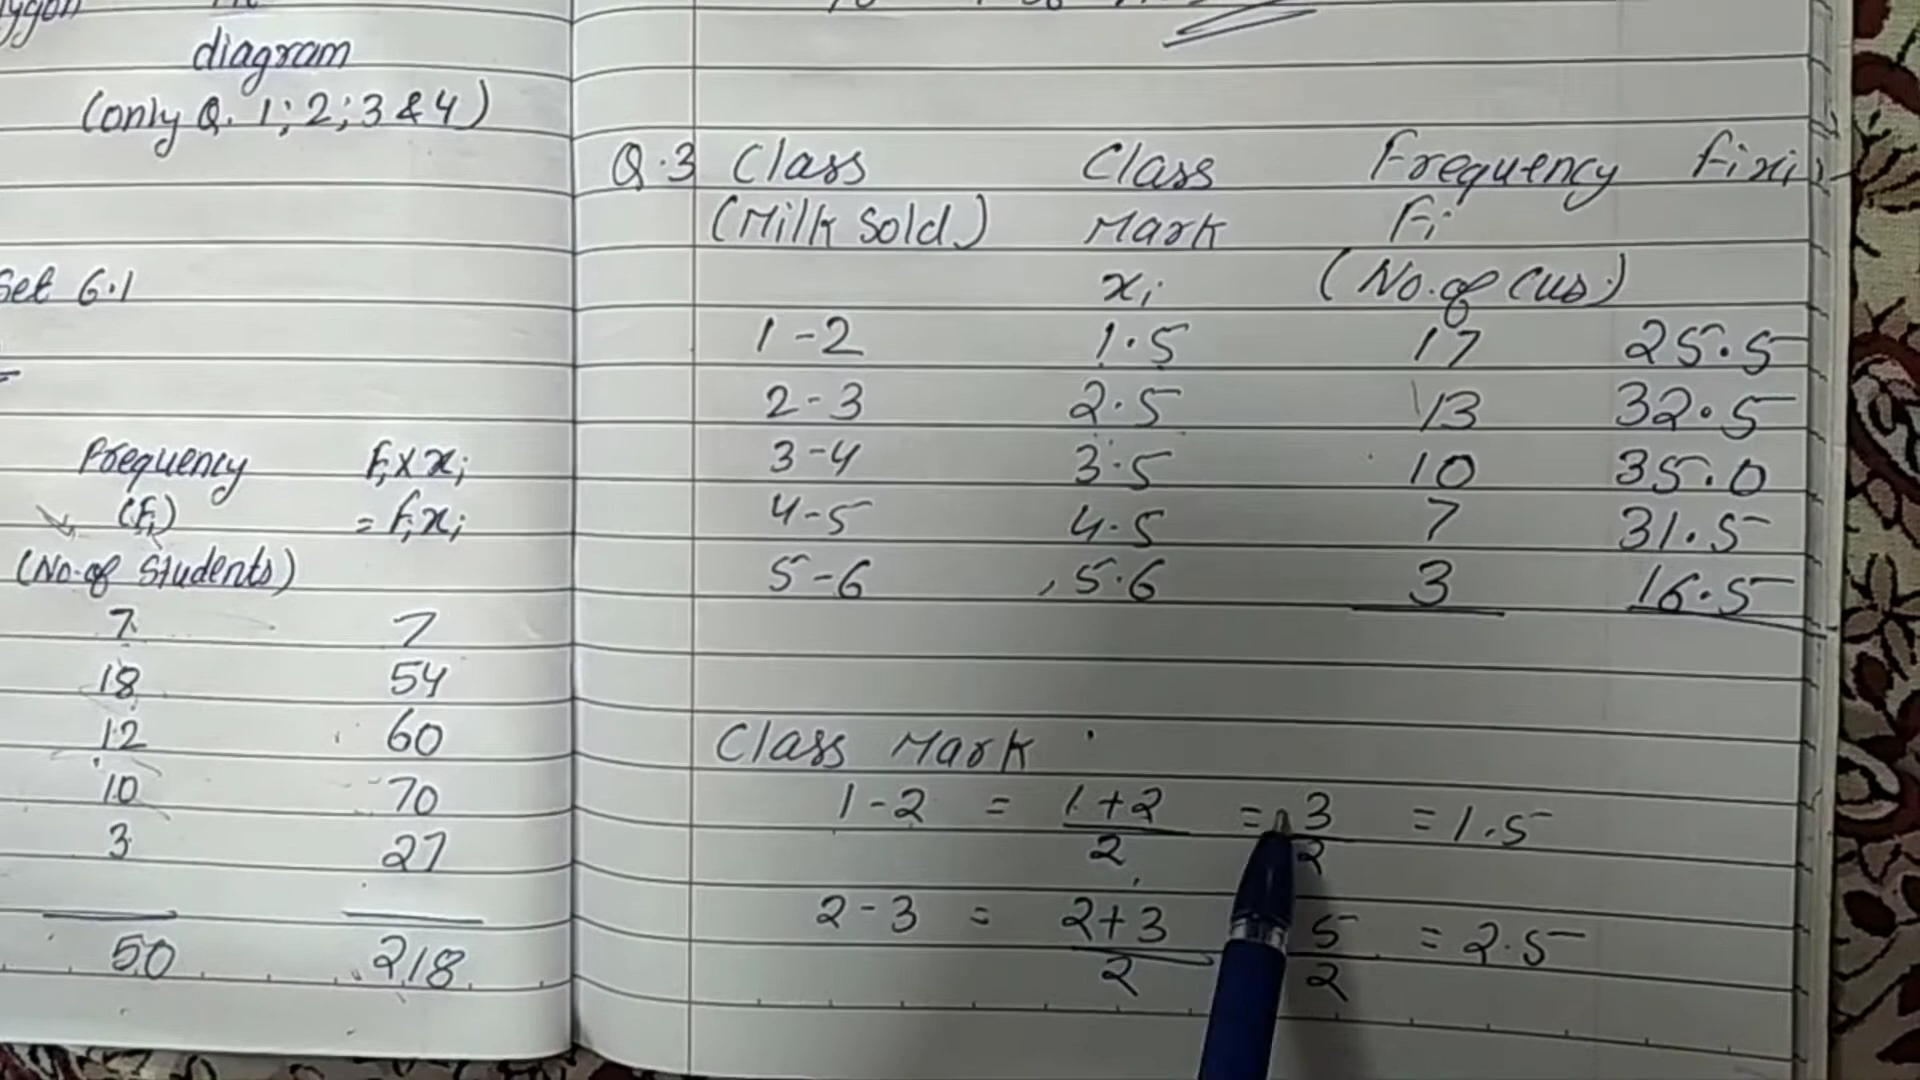 diagram
(only Q. 1; 2; 3 & 4)
Set 6.1
Frequency Fi x xi
(Fi) = fixi
(No. of Students)
7 7
18 54
12 60
10 70
3 27
50 218
Q.3 Class Class Frequency fixi
(Milk Sold) Mark Fi
xi (No. of Cus.)
1-2 1.5 17 25.5
2-3 2.5 13 32.5
3-4 3.5 10 35.0
4-5 4.5 7 31.5
5-6 5.6 3 16.5
Class Mark
1-2 = 1+2 = 3 = 1.5
2 2
2-3 = 2+3 5 = 2.5
2 2